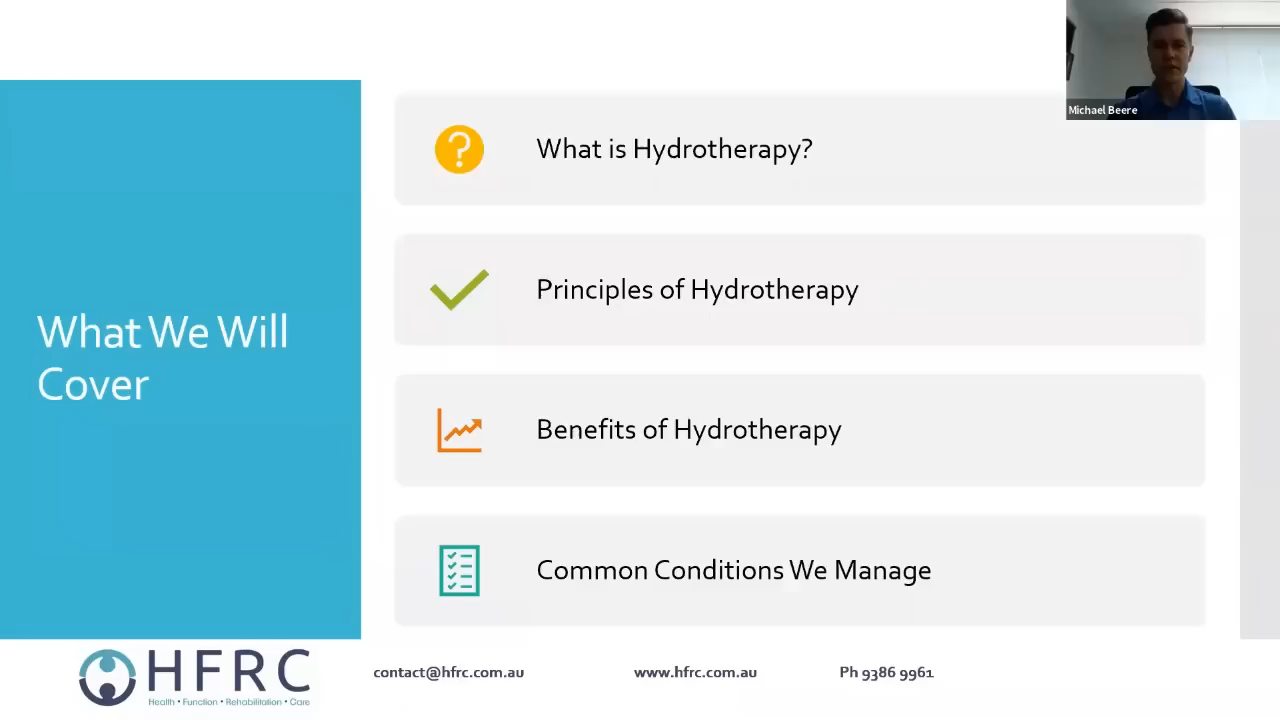 Michael Beere
What is Hydrotherapy?
Principles of Hydrotherapy
What We Will
Cover
Benefits of Hydrotherapy
Common Conditions We Manage
HFRC
Health • Function • Rehabilitation • Care
contact@hfrc.com.au
www.hfrc.com.au
Ph 9386 9961